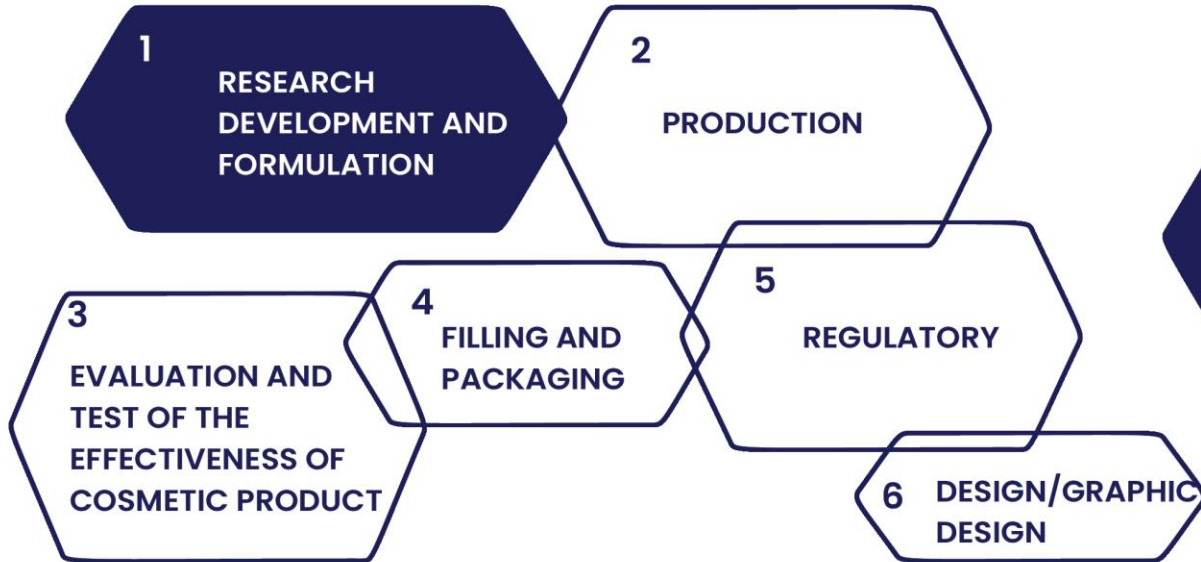 1
RESEARCH
DEVELOPMENT AND
FORMULATION
2
PRODUCTION
3
EVALUATION AND
TEST OF THE
EFFECTIVENESS OF
COSMETIC PRODUCT
4
FILLING AND
PACKAGING
5
REGULATORY
6
DESIGN/GRAPHIC
DESIGN